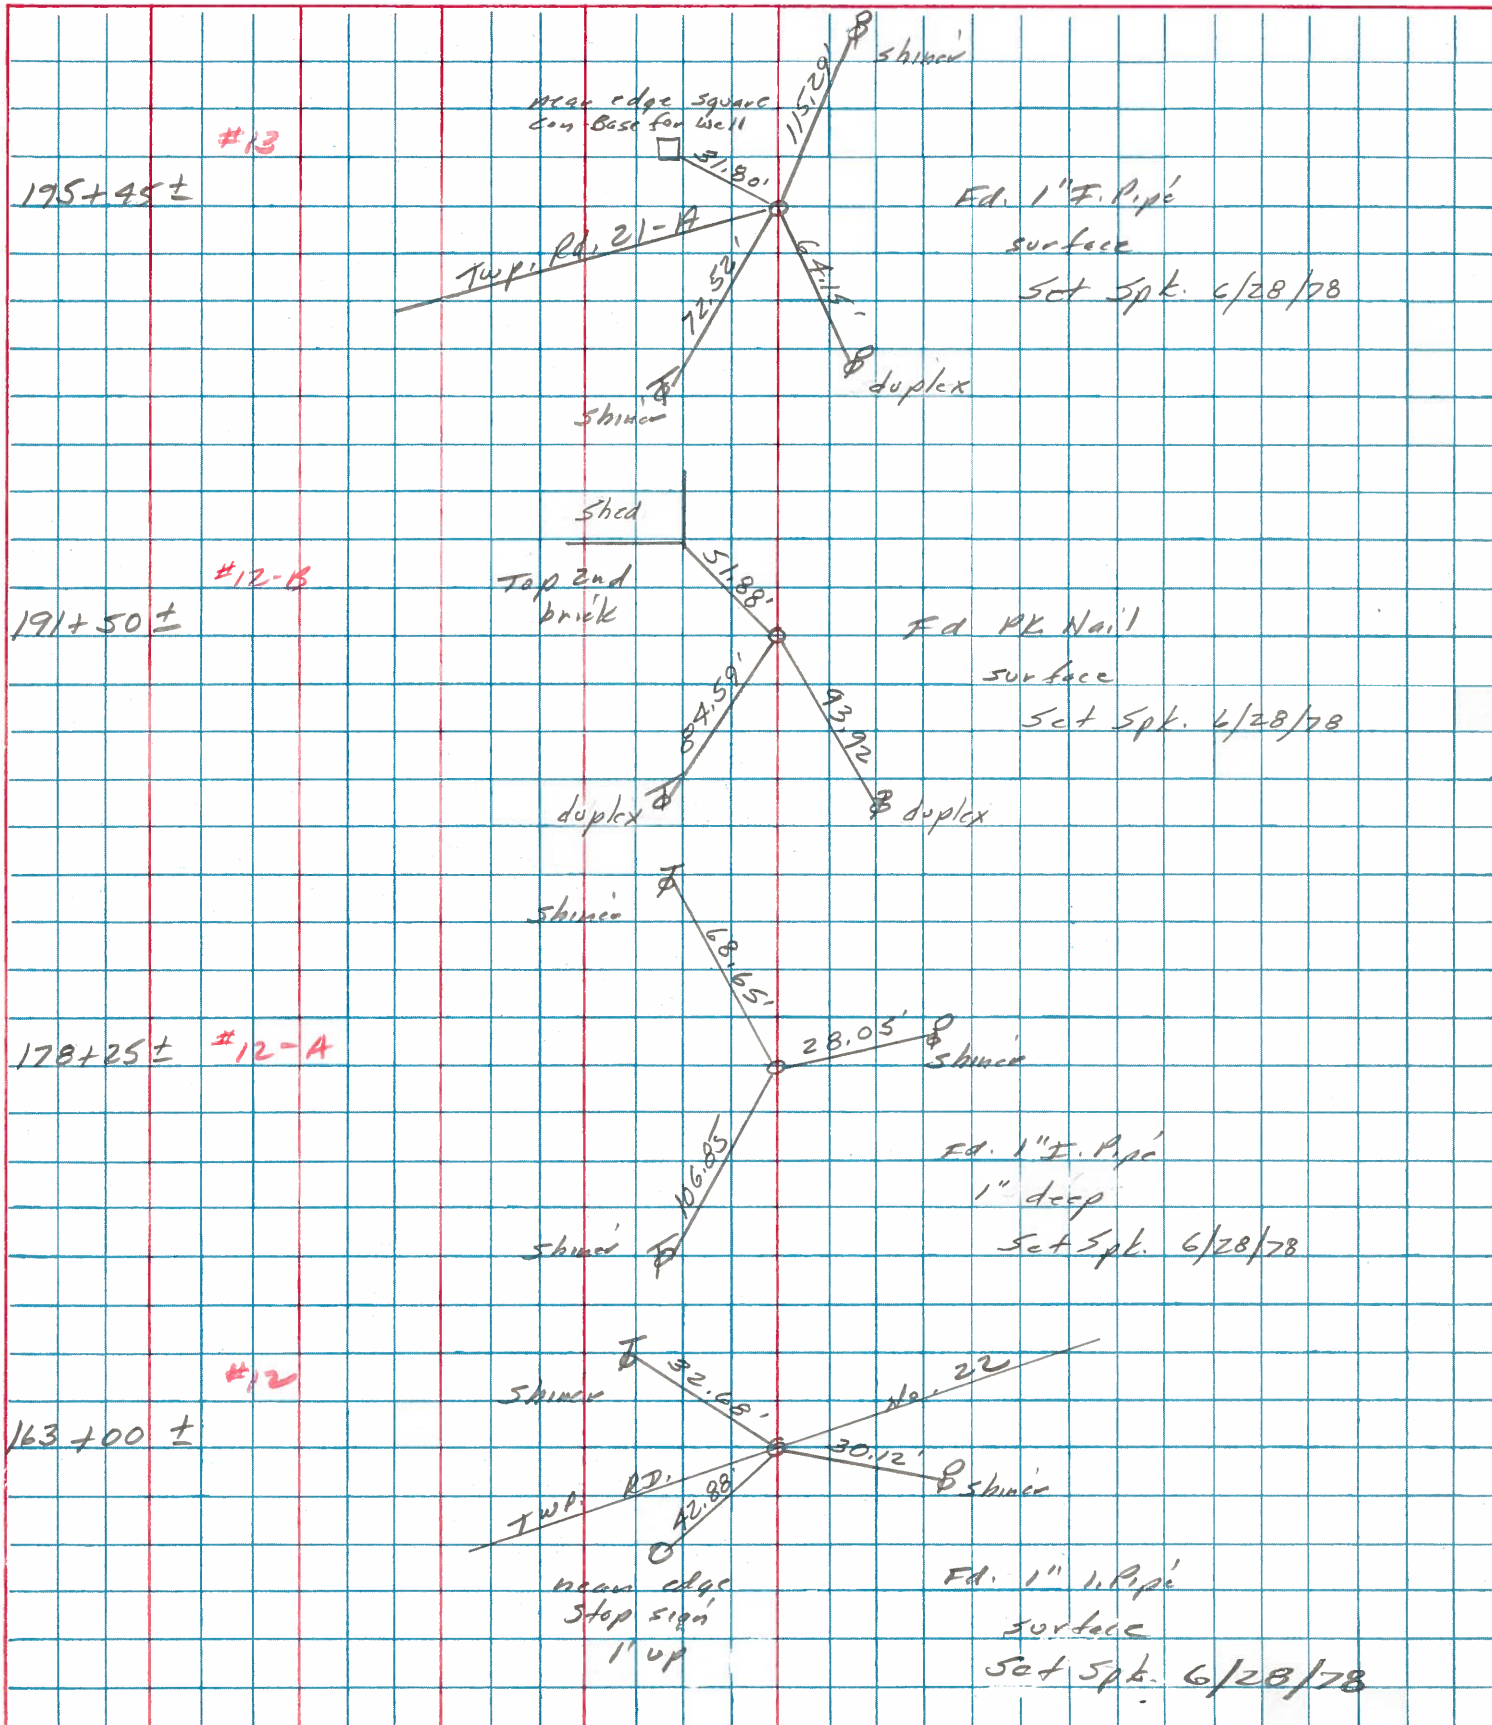 shiner
115.29'
near edge square
con Base for well
#13
31.80'
195+45 ±
Fd. 1" I. Pipe
surface
Set Spk. 6/28/78
Twp. Rd. 21-A
72.52'
64.15'
duplex
shiner
Shed
51.88'
#12-B
Top 2nd
brick
191+50 ±
Fd PK Nail
surface
Set Spk. 6/28/78
84.59'
93.92
duplex
duplex
shiner
68.65'
178+25 ±
#12-A
28.05'
shiner
106.85'
Fd. 1" I. Pipe
1" deep
Set Spk. 6/28/78
shiner
#12
shiner
32.68'
No. 22
163+00 ±
30.12'
shiner
Twp. RD.
42.88'
near edge
Stop sign
1' up
Fd. 1" I. Pipe
surface
Set Spk. 6/28/78